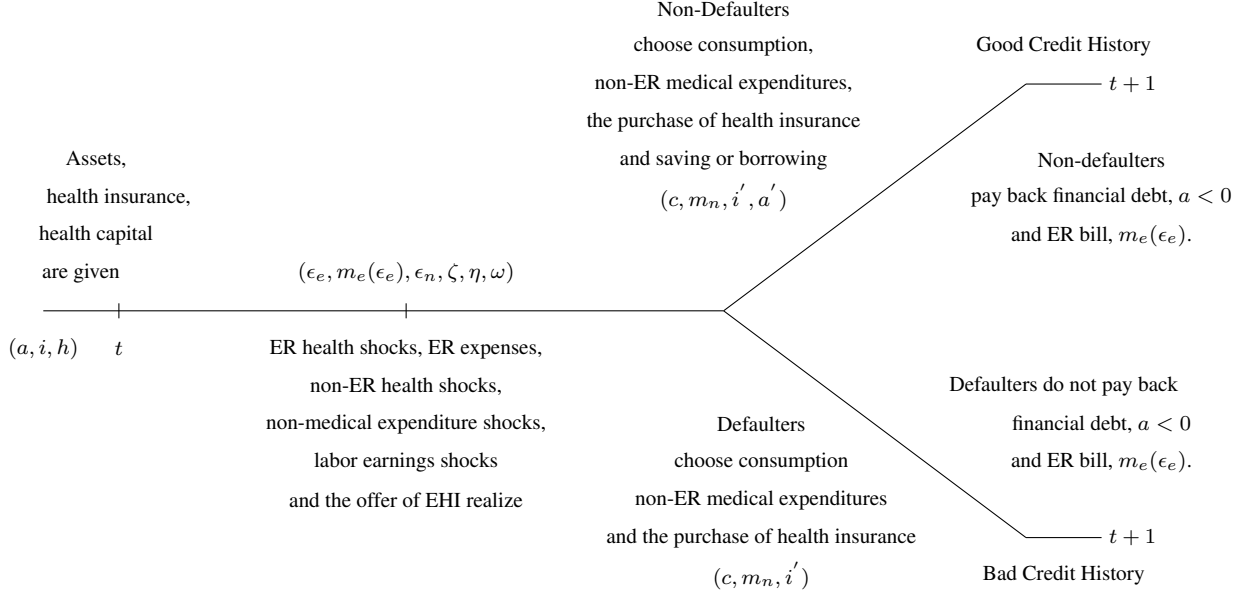 Non-Defaulters
choose consumption,
non-ER medical expenditures,
the purchase of health insurance
and saving or borrowing
(c, m_n, i′, a′)
Good Credit History
t + 1
Non-defaulters
pay back financial debt, a < 0
and ER bill, m_e(ϵ_e).
Assets,
health insurance,
health capital
are given
(a, i, h)
t
(ϵ_e, m_e(ϵ_e), ϵ_n, ζ, η, ω)
ER health shocks, ER expenses,
non-ER health shocks,
non-medical expenditure shocks,
labor earnings shocks
and the offer of EHI realize
Defaulters
choose consumption
non-ER medical expenditures
and the purchase of health insurance
(c, m_n, i′)
Defaulters do not pay back
financial debt, a < 0
and ER bill, m_e(ϵ_e).
t + 1
Bad Credit History